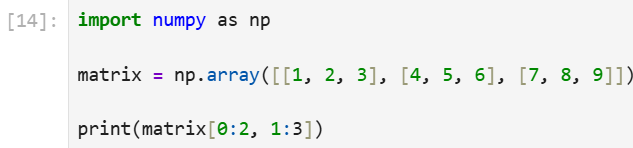 [14]: import numpy as np
matrix = np.array([[1, 2, 3], [4, 5, 6], [7, 8, 9]])
print(matrix[0:2, 1:3])